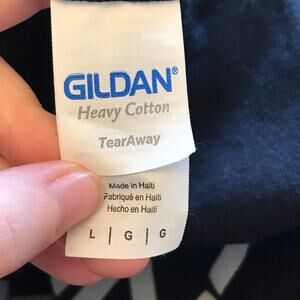 GILDAN®
Heavy Cotton
TearAway
Made in Haiti
Fabriqué en Haïti
Hecho en Haití
L | G | G